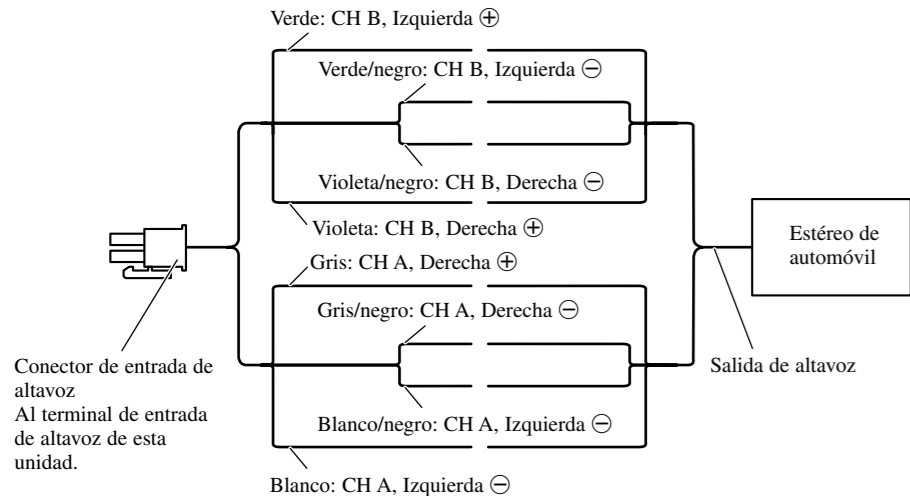 Verde: CH B, Izquierda ⊕
Verde/negro: CH B, Izquierda ⊖
Violeta/negro: CH B, Derecha ⊖
Violeta: CH B, Derecha ⊕
Gris: CH A, Derecha ⊕
Gris/negro: CH A, Derecha ⊖
Blanco/negro: CH A, Izquierda ⊖
Blanco: CH A, Izquierda ⊖
Conector de entrada de
altavoz
Al terminal de entrada
de altavoz de esta
unidad.
Salida de altavoz
Estéreo de
automóvil